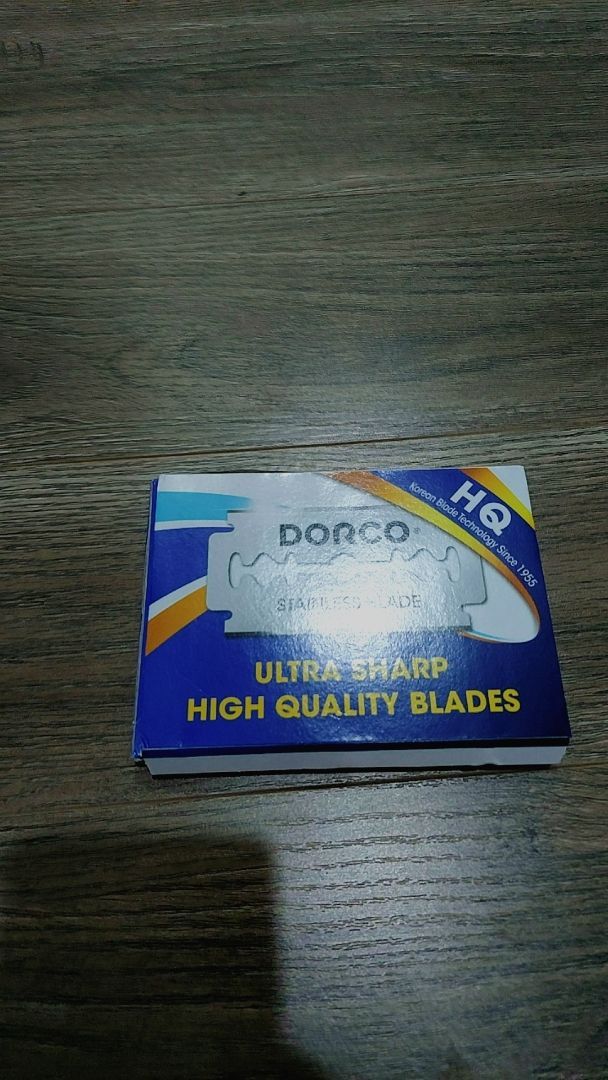 HQ
Korean Blade Technology Since 1955
DORCO®
STAINLESS BLADE
ULTRA SHARP
HIGH QUALITY BLADES